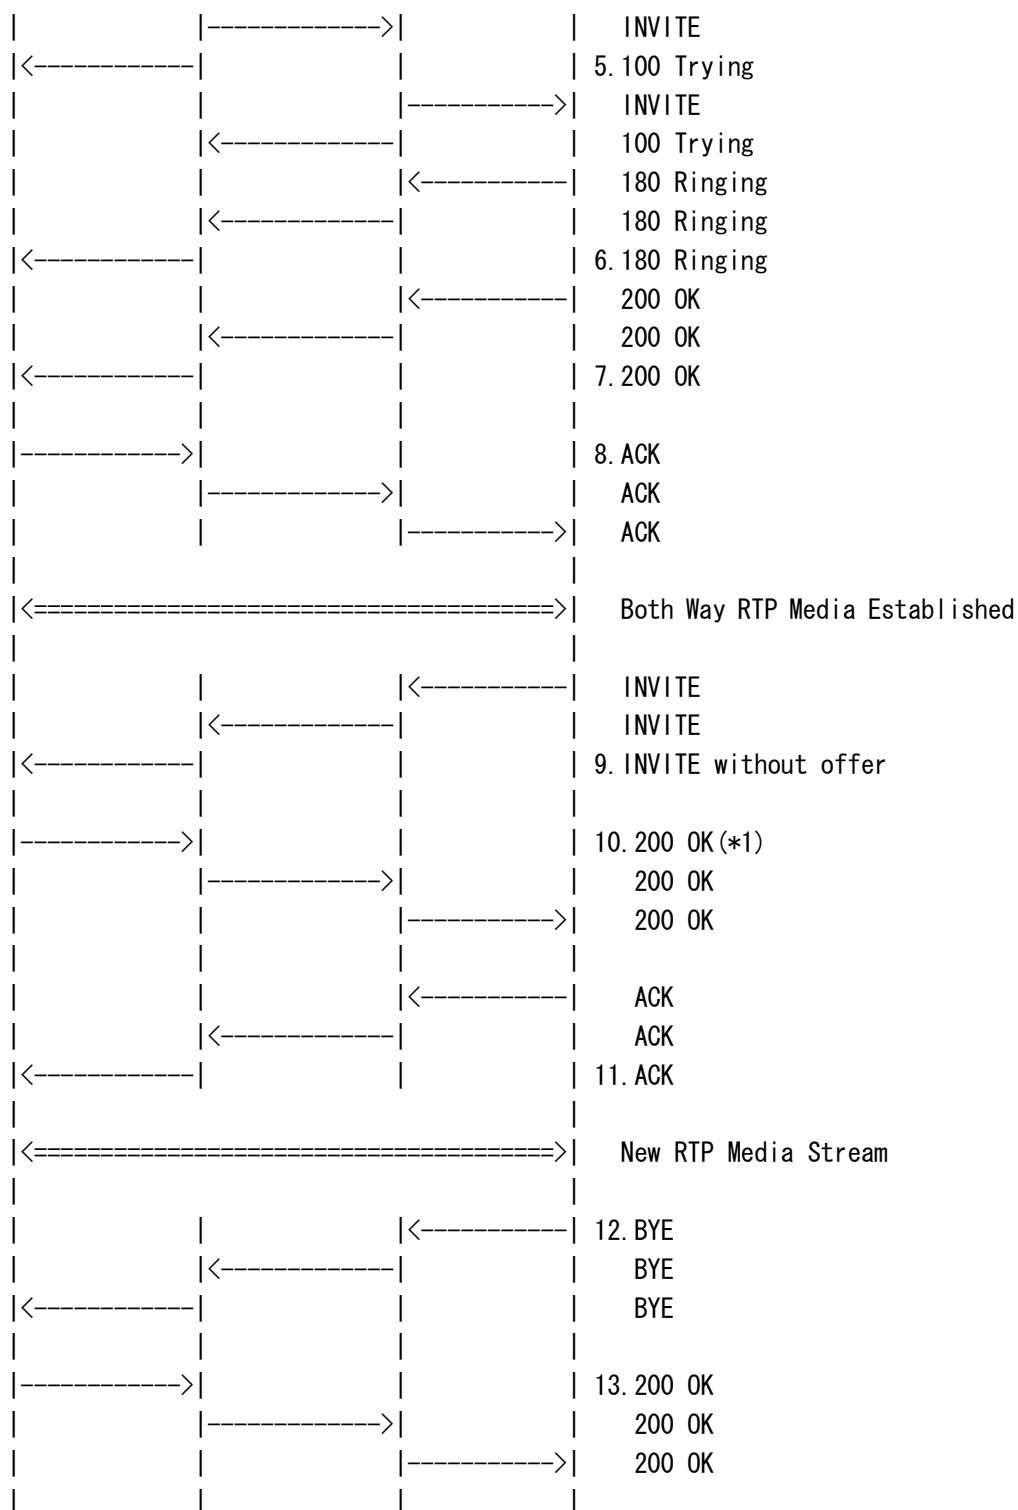 INVITE
5.100 Trying
INVITE
100 Trying
180 Ringing
180 Ringing
6.180 Ringing
200 OK
200 OK
7.200 OK
8.ACK
ACK
ACK
Both Way RTP Media Established
INVITE
INVITE
9.INVITE without offer
10.200 OK(*1)
200 OK
200 OK
ACK
ACK
11.ACK
New RTP Media Stream
12.BYE
BYE
BYE
13.200 OK
200 OK
200 OK